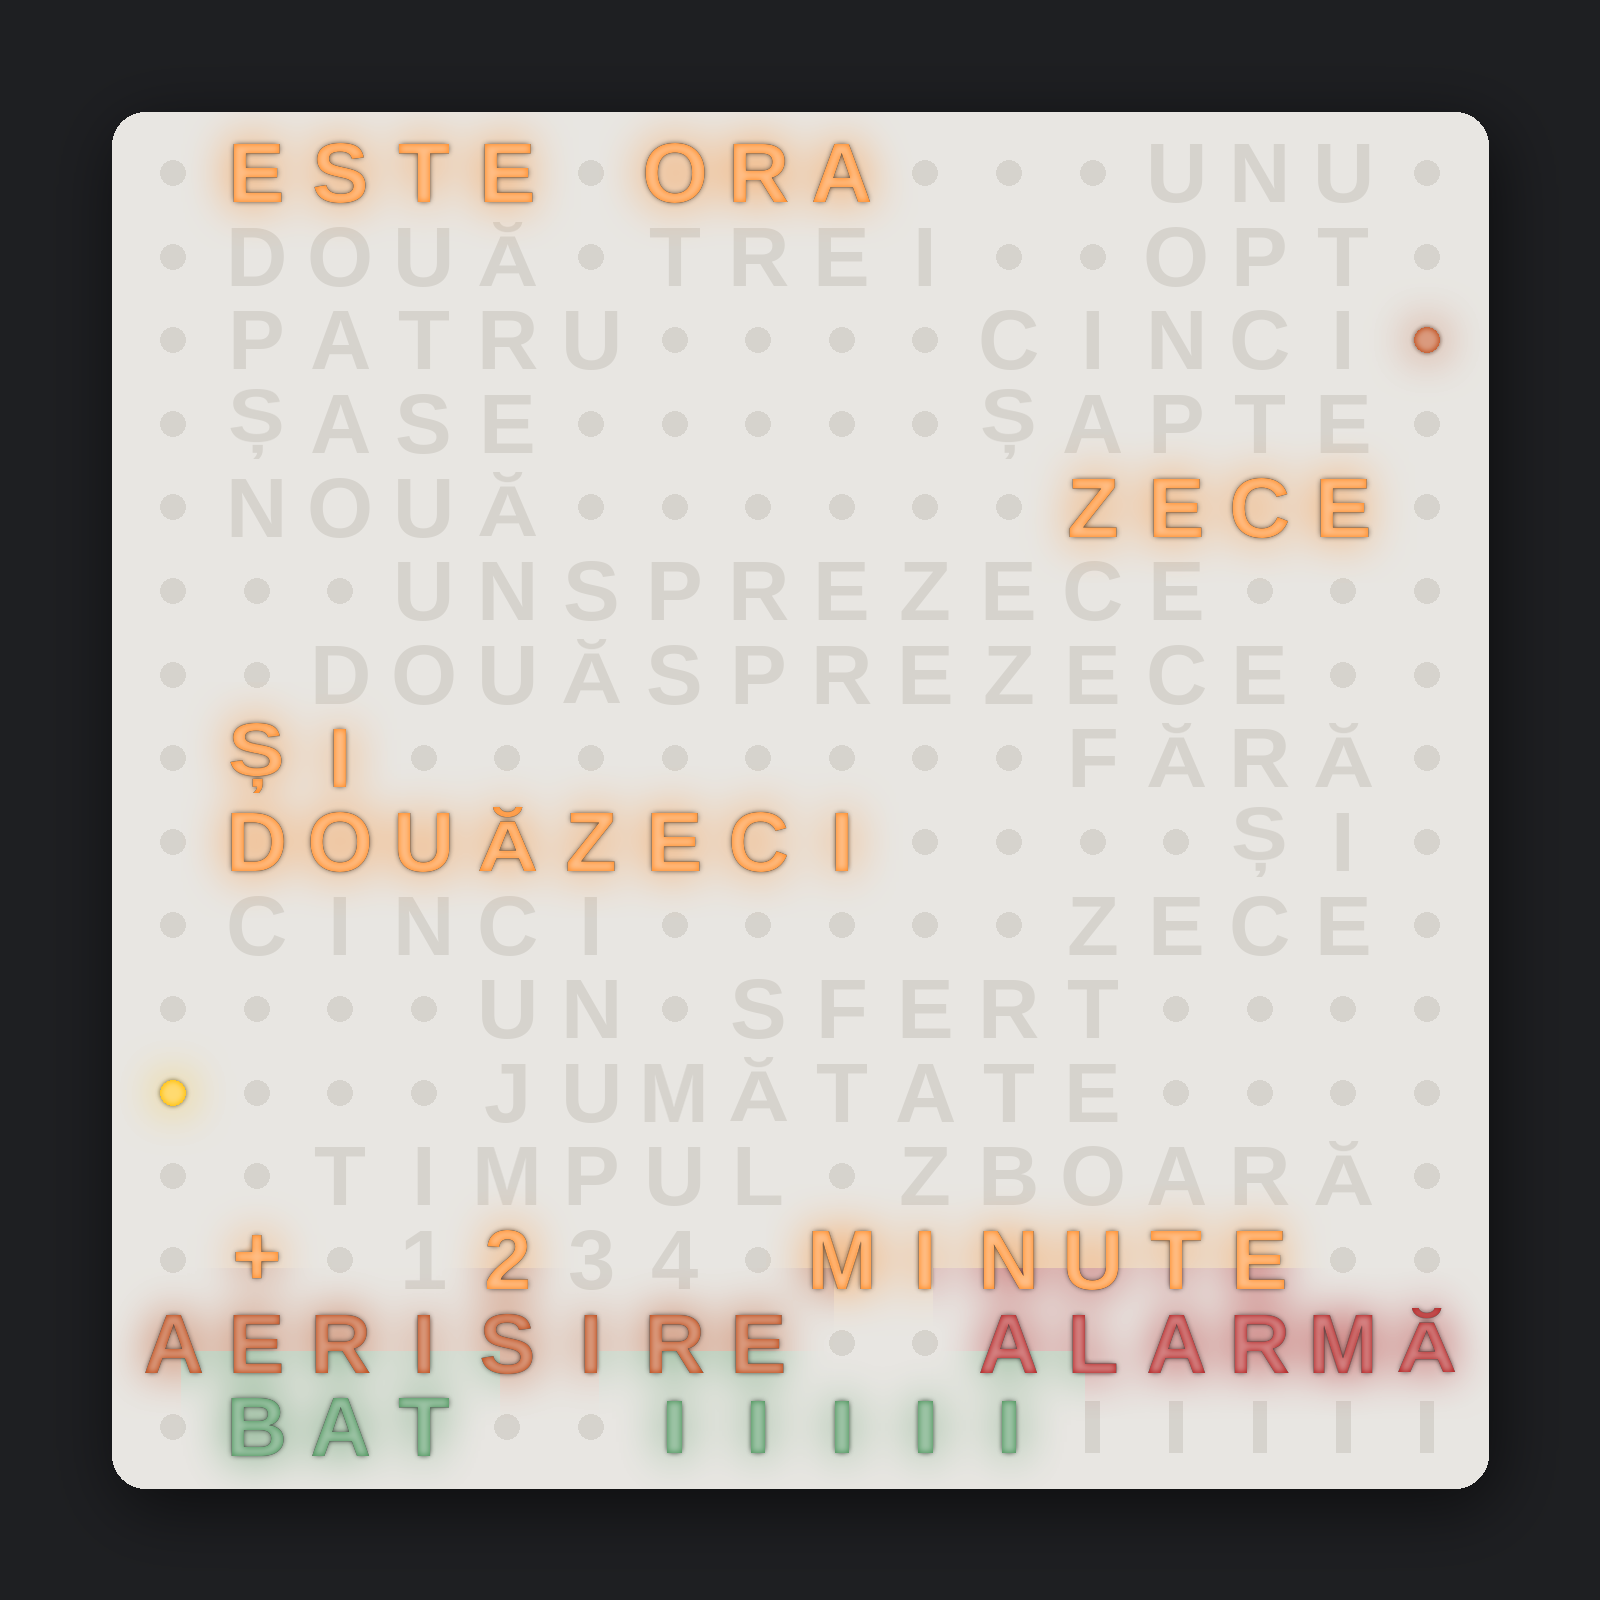 ESTE ORA UNU
DOUĂ TREI OPT
PATRU CINCI
ȘASE ȘAPTE
NOUĂ ZECE
UNSPREZECE
DOUĂSPREZECE
ȘI FĂRĂ
DOUĂZECI ȘI
CINCI ZECE
UN SFERT
JUMĂTATE
TIMPUL ZBOARĂ
+ 1 2 3 4 MINUTE
AERISIRE ALARMĂ
BAT I I I I I I I I I I